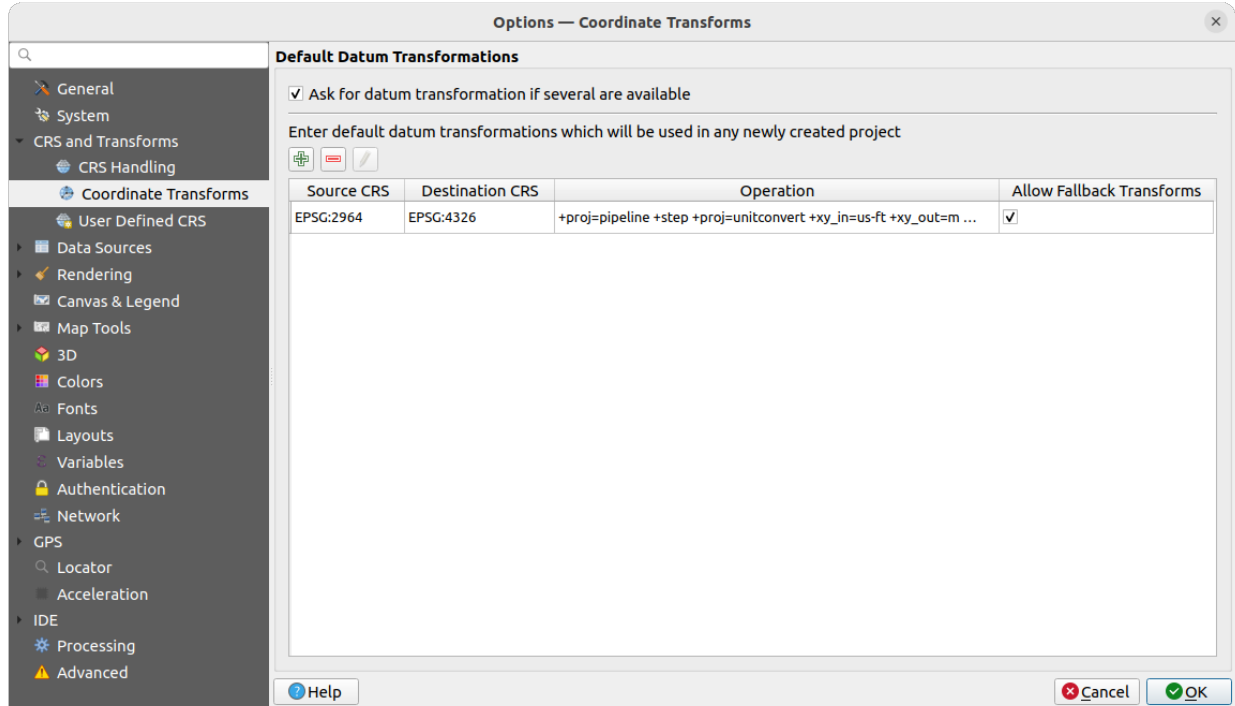 Options — Coordinate Transforms
Default Datum Transformations
General
System
CRS and Transforms
CRS Handling
Coordinate Transforms
User Defined CRS
Data Sources
Rendering
Canvas & Legend
Map Tools
3D
Colors
Fonts
Layouts
Variables
Authentication
Network
GPS
Locator
Acceleration
IDE
Processing
Advanced
Ask for datum transformation if several are available
Enter default datum transformations which will be used in any newly created project
Source CRS Destination CRS Operation Allow Fallback Transforms
EPSG:2964 EPSG:4326 +proj=pipeline +step +proj=unitconvert +xy_in=us-ft +xy_out=m ...
Help Cancel OK